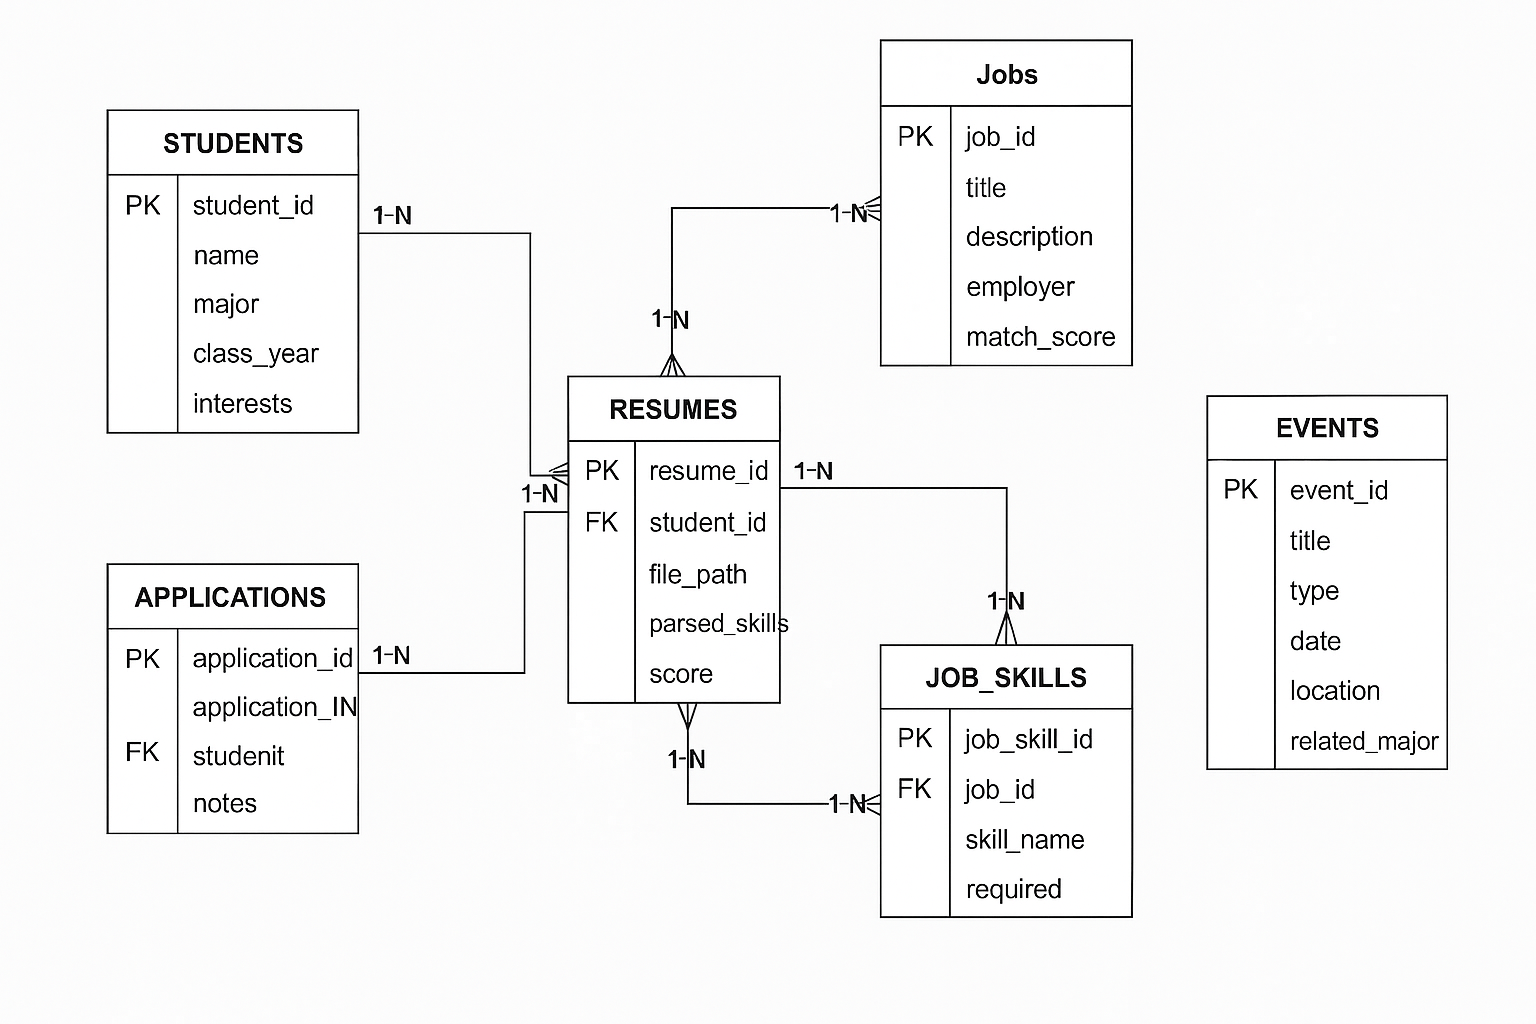 STUDENTS
PK student_id
name
major
class_year
interests
1-N
1-N
Jobs
PK job_id
title
description
employer
match_score
1-N
1-N
RESUMES
PK resume_id
FK student_id
file_path
parsed_skills
score
1-N
1-N
1-N
1-N
APPLICATIONS
PK application_id
application_IN
FK studenit
notes
1-N
JOB_SKILLS
PK job_skill_id
FK job_id
skill_name
required
EVENTS
PK event_id
title
type
date
location
related_major